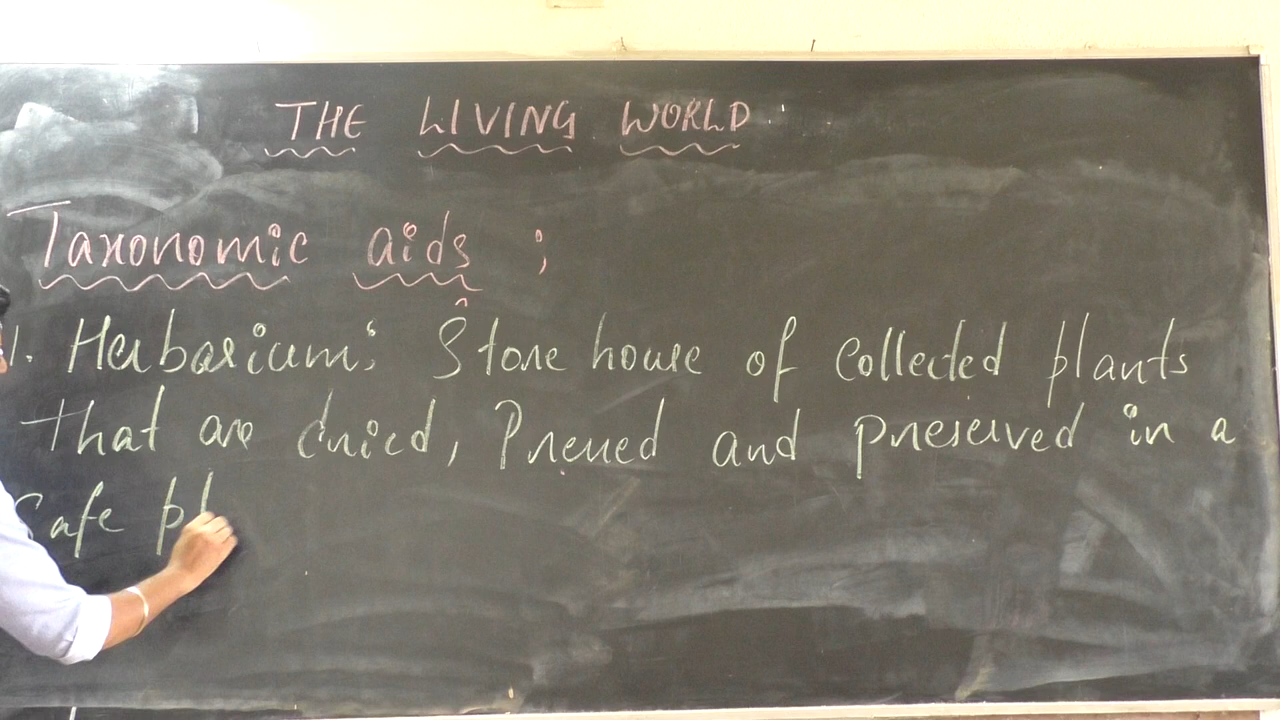 THE LIVING WORLD
Taxonomic aids :
1. Herbarium: Store house of collected plants
That are dried, Pressed and preserved in a
Safe pl